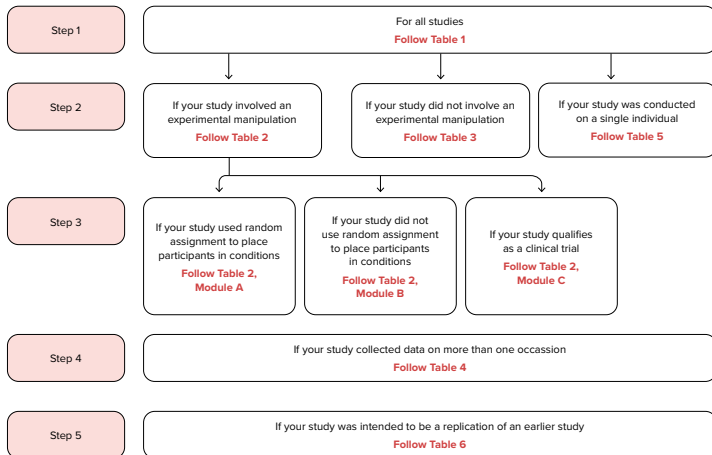 Step 1
For all studies
Follow Table 1
Step 2
If your study involved an
experimental manipulation
Follow Table 2
If your study did not involve an
experimental manipulation
Follow Table 3
If your study was conducted
on a single individual
Follow Table 5
Step 3
If your study used random
assignment to place
participants in conditions
Follow Table 2,
Module A
If your study did not
use random assignment
to place participants
in conditions
Follow Table 2,
Module B
If your study qualifies
as a clinical trial
Follow Table 2,
Module C
Step 4
If your study collected data on more than one occassion
Follow Table 4
Step 5
If your study was intended to be a replication of an earlier study
Follow Table 6